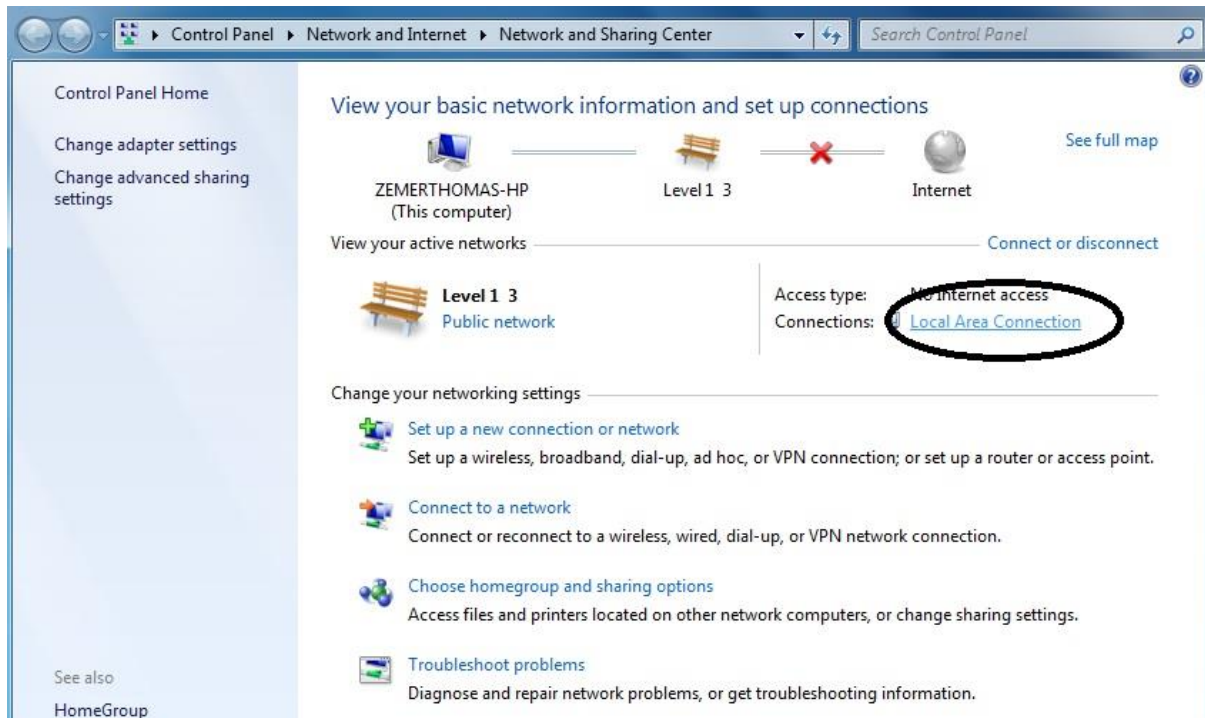 Control Panel ▸ Network and Internet ▸ Network and Sharing Center
Search Control Panel
Control Panel Home
Change adapter settings
Change advanced sharing
settings
View your basic network information and set up connections
See full map
ZEMERTHOMAS-HP
(This computer)
Level 1 3
Internet
View your active networks
Connect or disconnect
Level 1 3
Public network
Access type: No Internet access
Connections: Local Area Connection
Change your networking settings
Set up a new connection or network
Set up a wireless, broadband, dial-up, ad hoc, or VPN connection; or set up a router or access point.
Connect to a network
Connect or reconnect to a wireless, wired, dial-up, or VPN network connection.
Choose homegroup and sharing options
Access files and printers located on other network computers, or change sharing settings.
Troubleshoot problems
Diagnose and repair network problems, or get troubleshooting information.
See also
HomeGroup